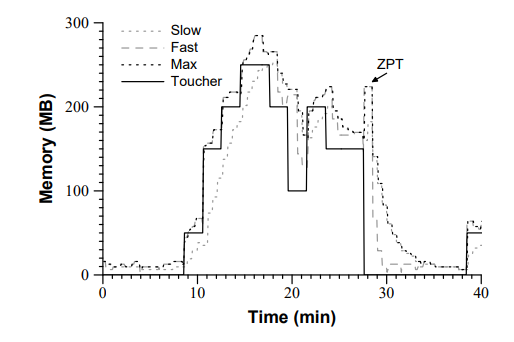 300
Slow
Fast
Max
Toucher
ZPT
200
100
0
Memory (MB)
0 10 20 30 40
Time (min)